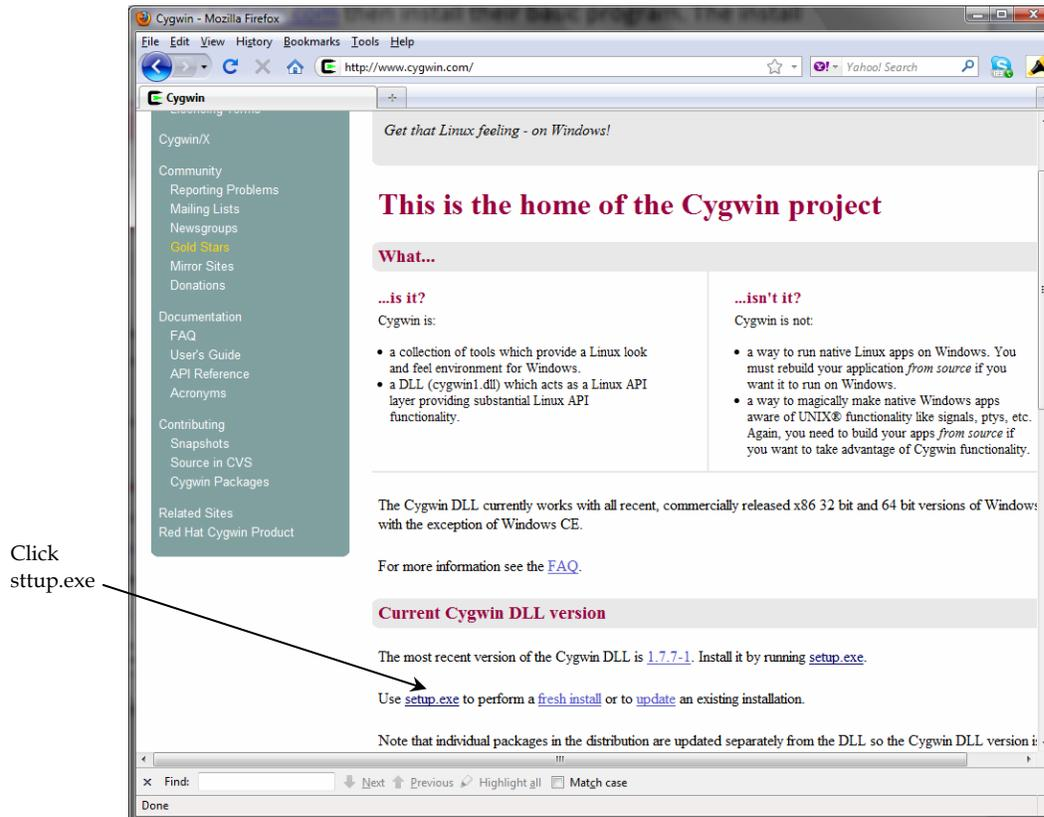 Cygwin - Mozilla Firefox
.com then install their basic program. The install
File Edit View History Bookmarks Tools Help
http://www.cygwin.com/
Yahoo! Search
Cygwin
Licensing Terms
Cygwin/X
Community
Reporting Problems
Mailing Lists
Newsgroups
Gold Stars
Mirror Sites
Donations
Documentation
FAQ
User's Guide
API Reference
Acronyms
Contributing
Snapshots
Source in CVS
Cygwin Packages
Related Sites
Red Hat Cygwin Product
Get that Linux feeling - on Windows!
This is the home of the Cygwin project
What...
...is it?
Cygwin is:
• a collection of tools which provide a Linux look
and feel environment for Windows.
• a DLL (cygwin1.dll) which acts as a Linux API
layer providing substantial Linux API
functionality.
...isn't it?
Cygwin is not:
• a way to run native Linux apps on Windows. You
must rebuild your application from source if you
want it to run on Windows.
• a way to magically make native Windows apps
aware of UNIX® functionality like signals, ptys, etc.
Again, you need to build your apps from source if
you want to take advantage of Cygwin functionality.
The Cygwin DLL currently works with all recent, commercially released x86 32 bit and 64 bit versions of Windows
with the exception of Windows CE.
For more information see the FAQ.
Current Cygwin DLL version
The most recent version of the Cygwin DLL is 1.7.7-1. Install it by running setup.exe.
Click
sttup.exe
Use setup.exe to perform a fresh install or to update an existing installation.
Note that individual packages in the distribution are updated separately from the DLL so the Cygwin DLL version is
× Find: Next Previous Highlight all Match case
Done